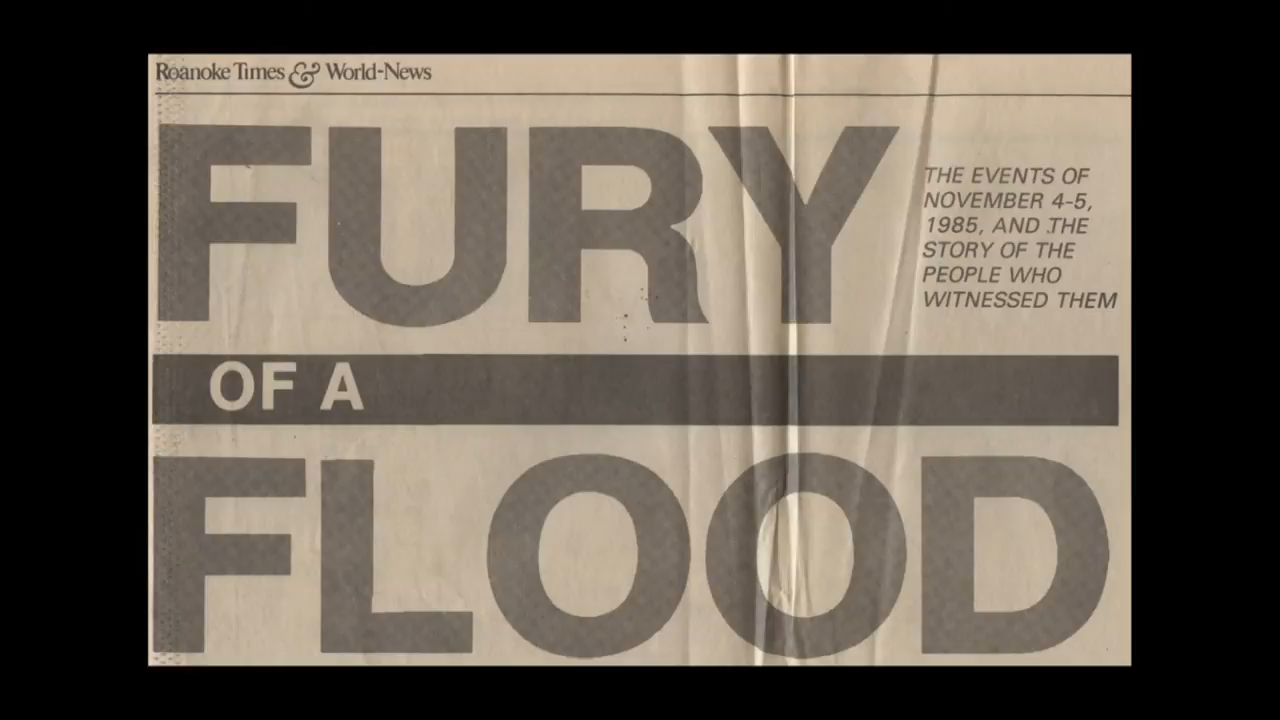 Roanoke Times & World-News
FURY
THE EVENTS OF
NOVEMBER 4-5,
1985, AND THE
STORY OF THE
PEOPLE WHO
WITNESSED THEM
OF A
FLOOD